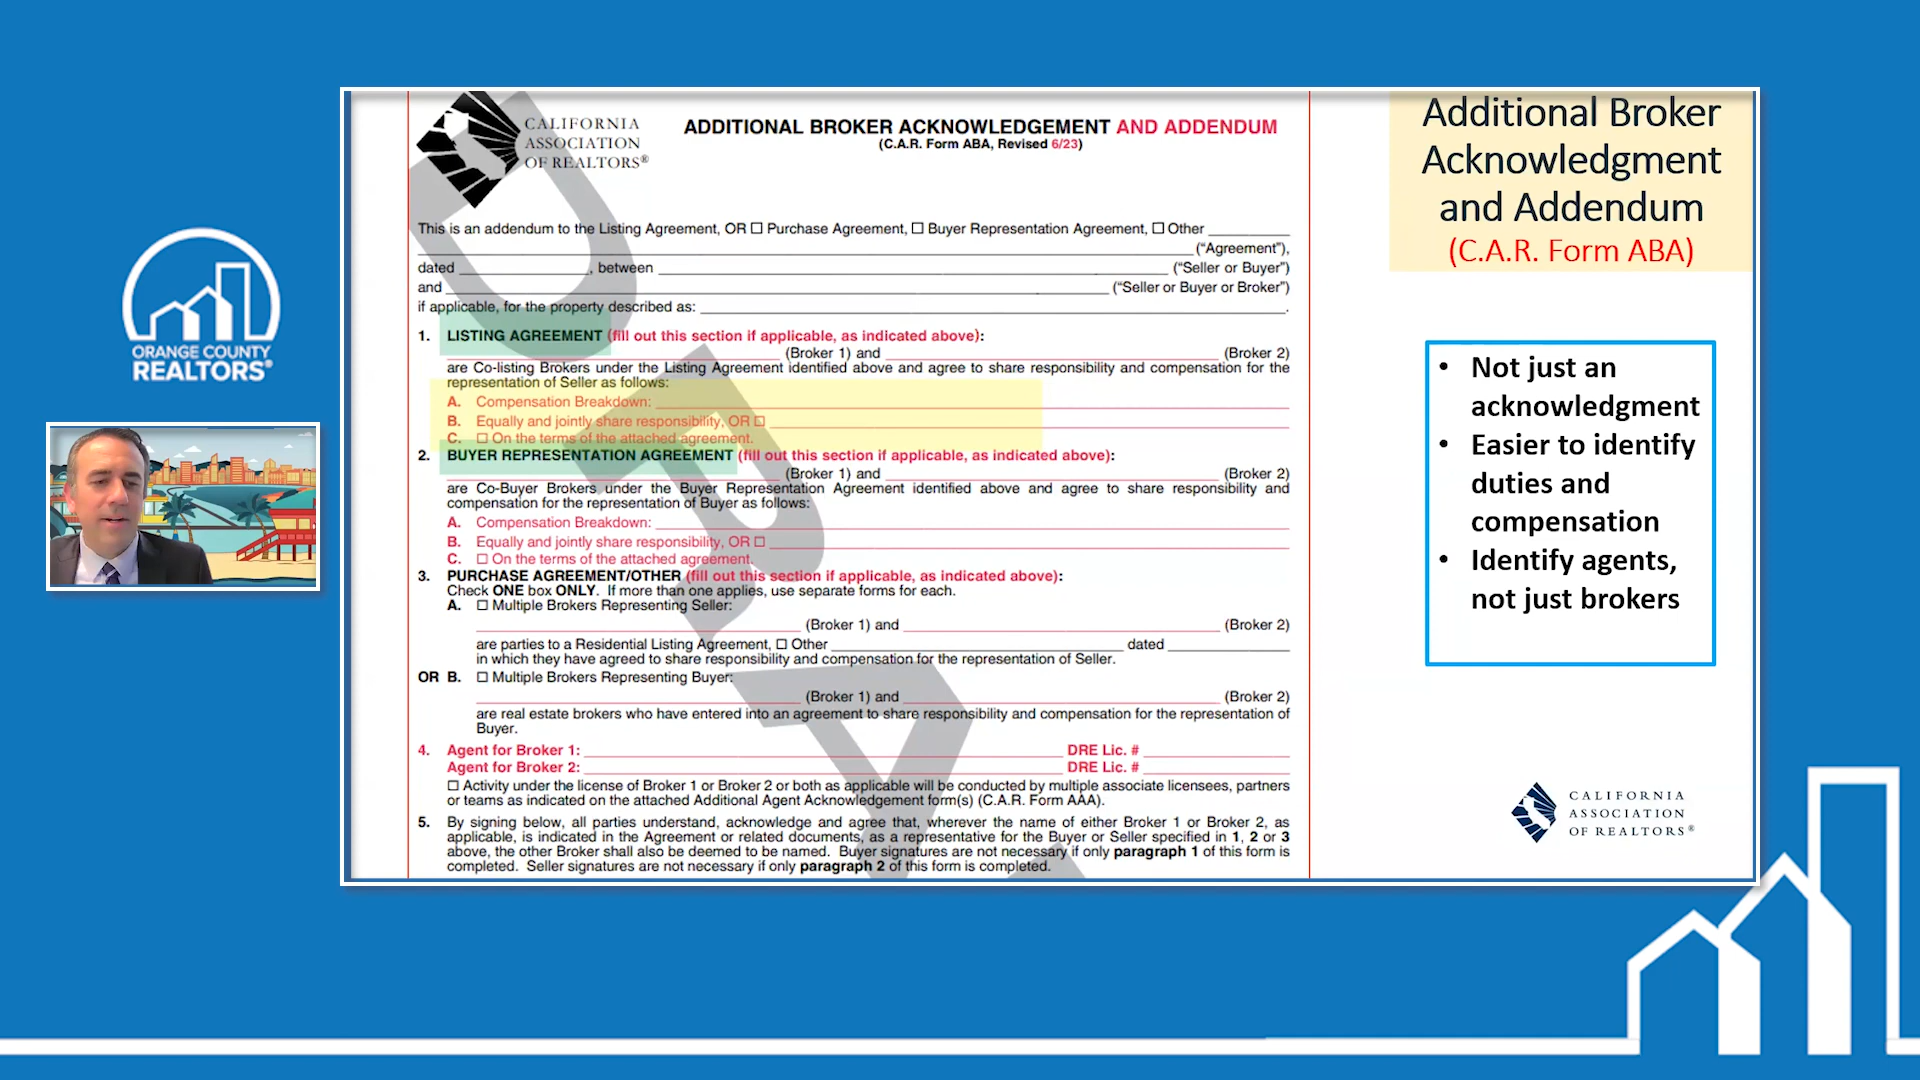 CALIFORNIA
ASSOCIATION
OF REALTORS®
ADDITIONAL BROKER ACKNOWLEDGEMENT AND ADDENDUM
(C.A.R. Form ABA, Revised 6/23)
This is an addendum to the Listing Agreement, OR ☐ Purchase Agreement, ☐ Buyer Representation Agreement, ☐ Other
("Agreement"),
dated , between ("Seller or Buyer")
and ("Seller or Buyer or Broker")
if applicable, for the property described as: .
1. LISTING AGREEMENT (fill out this section if applicable, as indicated above):
(Broker 1) and (Broker 2)
are Co-listing Brokers under the Listing Agreement identified above and agree to share responsibility and compensation for the
representation of Seller as follows:
A. Compensation Breakdown:
B. Equally and jointly share responsibility, OR ☐
C. ☐ On the terms of the attached agreement.
2. BUYER REPRESENTATION AGREEMENT (fill out this section if applicable, as indicated above):
(Broker 1) and (Broker 2)
are Co-Buyer Brokers under the Buyer Representation Agreement identified above and agree to share responsibility and
compensation for the representation of Buyer as follows:
A. Compensation Breakdown:
B. Equally and jointly share responsibility, OR ☐
C. ☐ On the terms of the attached agreement.
3. PURCHASE AGREEMENT/OTHER (fill out this section if applicable, as indicated above):
Check ONE box ONLY. If more than one applies, use separate forms for each.
A. ☐ Multiple Brokers Representing Seller:
(Broker 1) and (Broker 2)
are parties to a Residential Listing Agreement, ☐ Other dated
in which they have agreed to share responsibility and compensation for the representation of Seller.
OR B. ☐ Multiple Brokers Representing Buyer:
(Broker 1) and (Broker 2)
are real estate brokers who have entered into an agreement to share responsibility and compensation for the representation of
Buyer.
4. Agent for Broker 1: DRE Lic. #
Agent for Broker 2: DRE Lic. #
☐ Activity under the license of Broker 1 or Broker 2 or both as applicable will be conducted by multiple associate licensees, partners
or teams as indicated on the attached Additional Agent Acknowledgement form(s) (C.A.R. Form AAA).
5. By signing below, all parties understand, acknowledge and agree that, wherever the name of either Broker 1 or Broker 2, as
applicable, is indicated in the Agreement or related documents, as a representative for the Buyer or Seller specified in 1, 2 or 3
above, the other Broker shall also be deemed to be named. Buyer signatures are not necessary if only paragraph 1 of this form is
completed. Seller signatures are not necessary if only paragraph 2 of this form is completed.
Additional Broker
Acknowledgment
and Addendum
(C.A.R. Form ABA)
• Not just an
acknowledgment
• Easier to identify
duties and
compensation
• Identify agents,
not just brokers
CALIFORNIA
ASSOCIATION
OF REALTORS®
ORANGE COUNTY
REALTORS®